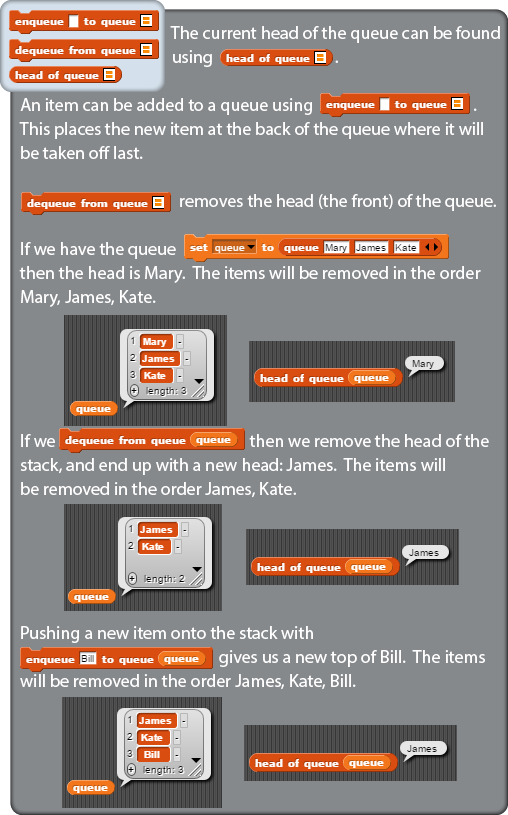 enqueue to queue
dequeue from queue
head of queue
The current head of the queue can be found
using head of queue .
An item can be added to a queue using enqueue to queue .
This places the new item at the back of the queue where it will
be taken off last.
dequeue from queue removes the head (the front) of the queue.
If we have the queue set queue to queue Mary James Kate
then the head is Mary. The items will be removed in the order
Mary, James, Kate.
1 Mary -
2 James -
3 Kate -
length: 3
queue
head of queue queue
Mary
If we dequeue from queue queue then we remove the head of the
stack, and end up with a new head: James. The items will
be removed in the order James, Kate.
1 James -
2 Kate -
length: 2
queue
head of queue queue
James
Pushing a new item onto the stack with
enqueue Bill to queue queue gives us a new top of Bill. The items
will be removed in the order James, Kate, Bill.
1 James -
2 Kate -
3 Bill -
length: 3
queue
head of queue queue
James